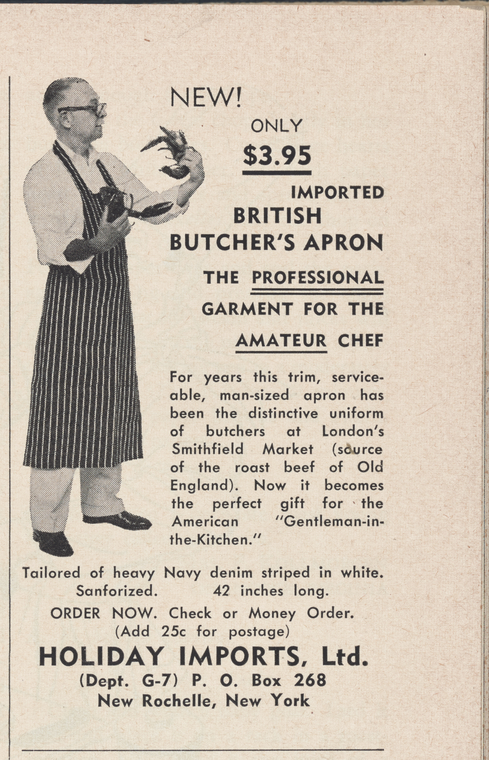 NEW!
ONLY
$3.95
IMPORTED
BRITISH
BUTCHER'S APRON
THE PROFESSIONAL
GARMENT FOR THE
AMATEUR CHEF
For years this trim, service-
able, man-sized apron has
been the distinctive uniform
of butchers at London's
Smithfield Market (source
of the roast beef of Old
England). Now it becomes
the perfect gift for the
American "Gentleman-in-
the-Kitchen."
Tailored of heavy Navy denim striped in white.
Sanforized. 42 inches long.
ORDER NOW. Check or Money Order.
(Add 25c for postage)
HOLIDAY IMPORTS, Ltd.
(Dept. G-7) P. O. Box 268
New Rochelle, New York